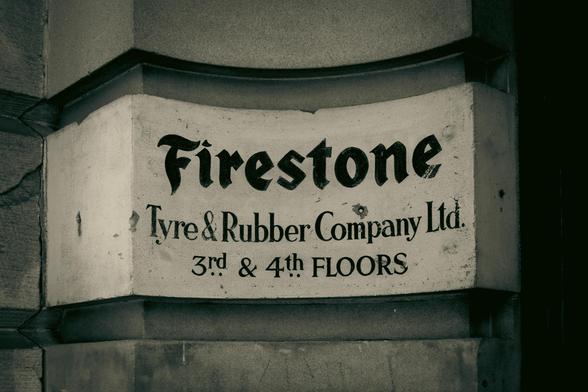 Firestone
Tyre & Rubber Company Ltd.
3rd & 4th FLOORS